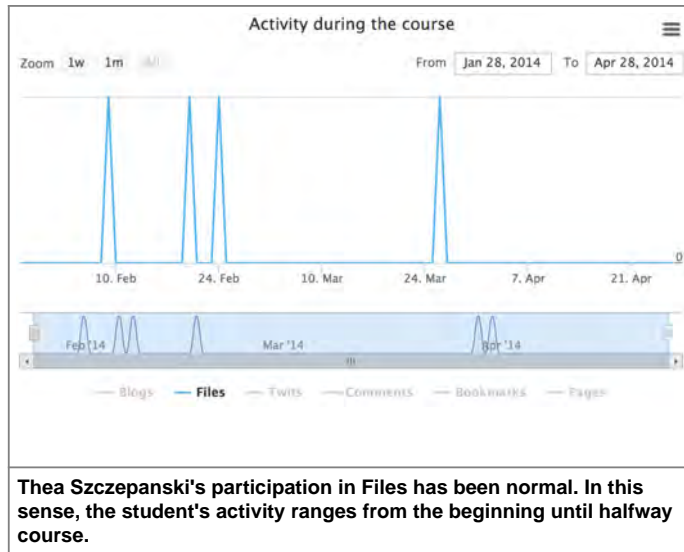 Activity during the course
Zoom 1w 1m All From Jan 28, 2014 To Apr 28, 2014
0
10. Feb 24. Feb 10. Mar 24. Mar 7. Apr 21. Apr
Feb '14 Mar '14 Apr '14
Blogs Files Twits Comments Bookmarks Pages
Thea Szczepanski's participation in Files has been normal. In this
sense, the student's activity ranges from the beginning until halfway
course.